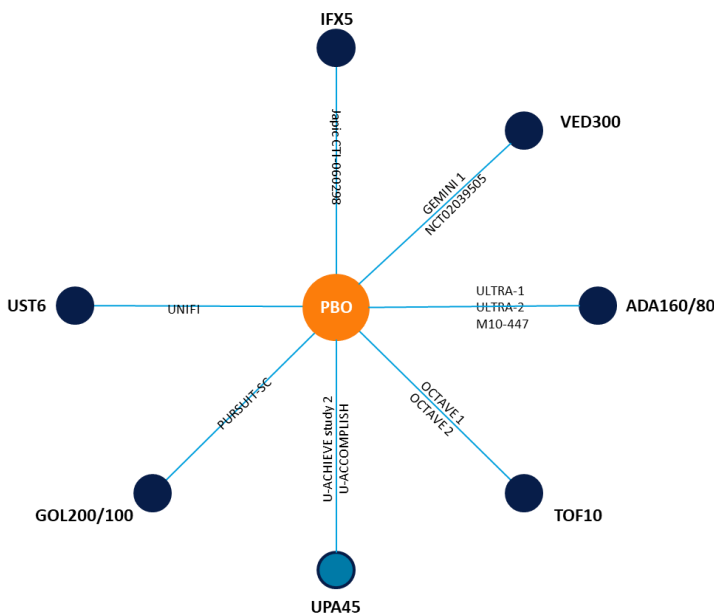 IFX5
Japic CTI-060298
VED300
GEMINI 1
NCT02039505
UST6
UNIFI
PBO
ULTRA-1
ULTRA-2
M10-447
ADA160/80
PURSUIT-SC
GOL200/100
U-ACHIEVE study 2
U-ACCOMPLISH
OCTAVE 1
OCTAVE 2
TOF10
UPA45